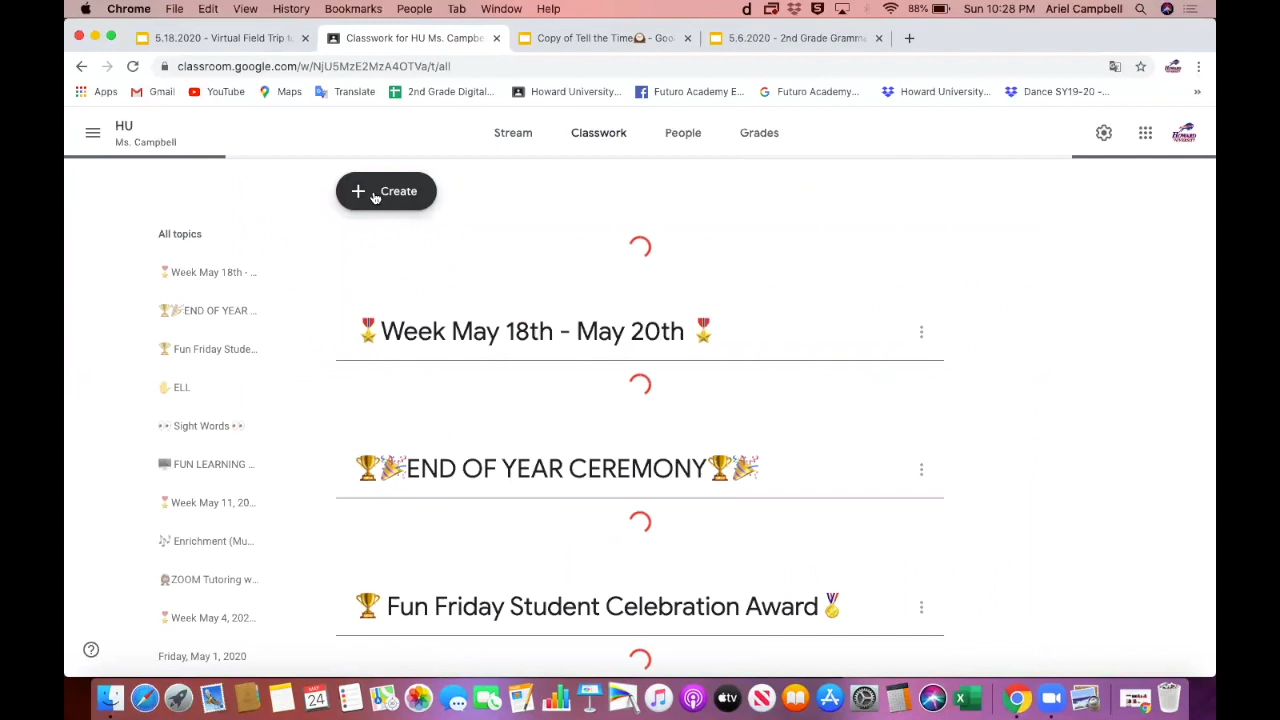 Chrome File Edit View History Bookmarks People Tab Window Help 88% Sun 10:28 PM Ariel Campbell
5.18.2020 - Virtual Field Trip t Classwork for HU Ms. Campbe Copy of Tell the Time🕰 - Goo 5.6.2020 - 2nd Grade Gramma
classroom.google.com/w/NjU5MzE2MzA4OTVa/t/all
Apps Gmail YouTube Maps Translate 2nd Grade Digital... Howard University... Futuro Academy E... Futuro Academy... Howard University... Dance SY19-20 -... »
HU
Ms. Campbell
Stream Classwork People Grades
+ Create
All topics
🎖Week May 18th - ...
🏆🎉END OF YEAR ...
🏆 Fun Friday Stude...
✋ ELL
👀 Sight Words 👀
🖥 FUN LEARNING ...
🎖Week May 11, 20...
🎶 Enrichment (Mu...
ZOOM Tutoring w...
🎖Week May 4, 202...
Friday, May 1, 2020
🎖Week May 18th - May 20th 🎖
🏆🎉END OF YEAR CEREMONY🏆🎉
🏆 Fun Friday Student Celebration Award🏅